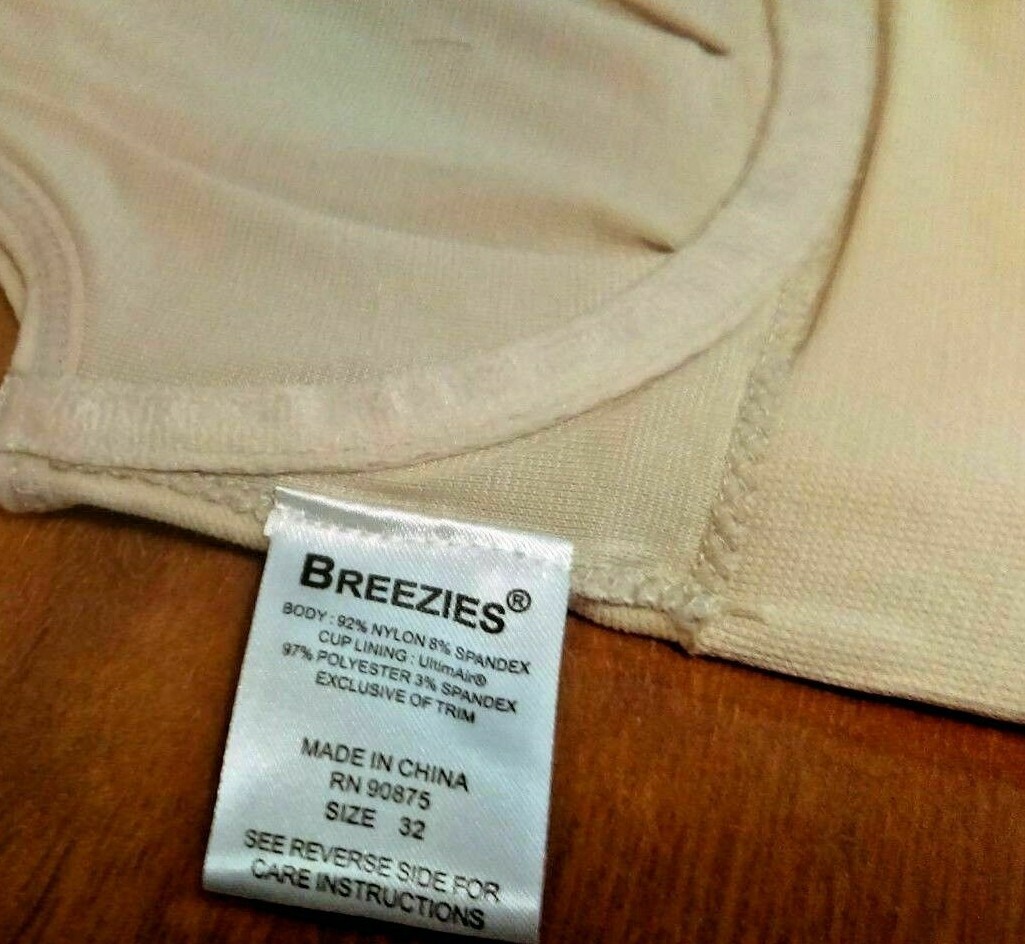 BREEZIES®
BODY : 92% NYLON 8% SPANDEX
CUP LINING : UltimAir®
97% POLYESTER 3% SPANDEX
EXCLUSIVE OF TRIM
MADE IN CHINA
RN 90875
SIZE 32
SEE REVERSE SIDE FOR
CARE INSTRUCTIONS